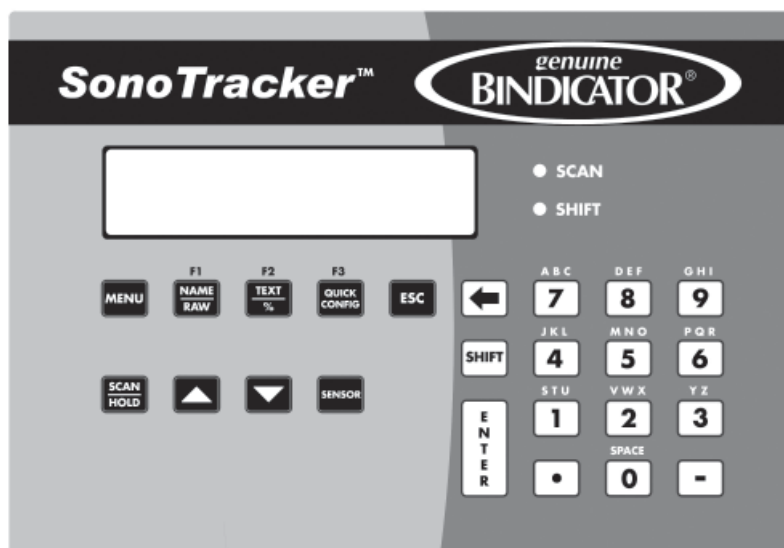 SonoTracker™
genuine
BINDICATOR®
SCAN
SHIFT
F1 F2 F3
MENU NAME RAW TEXT % QUICK CONFIG ESC
ABC DEF GHI
7 8 9
JKL MNO PQR
SHIFT 4 5 6
SCAN HOLD SENSOR
STU VWX YZ
ENTER 1 2 3
SPACE
. 0 -